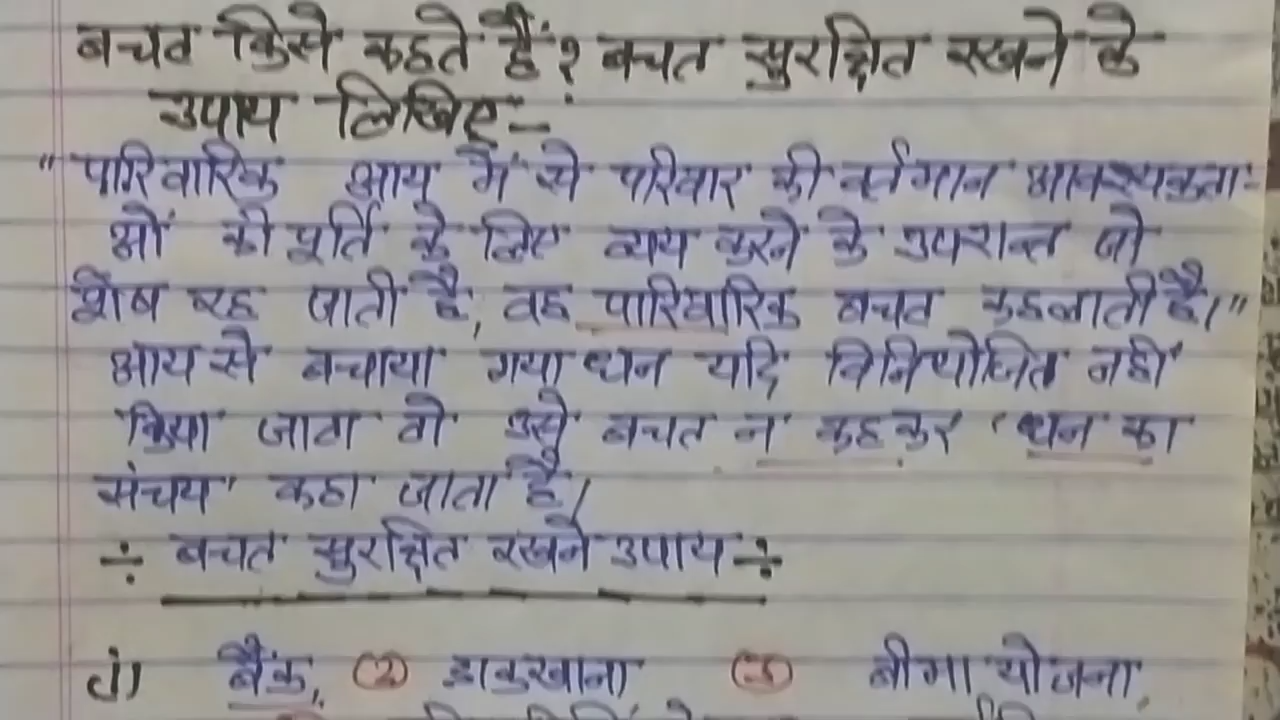 बचत किसे कहते हैं? बचत सुरक्षित रखने के
उपाय लिखिए:-
"पारिवारिक आय में से परिवार की वर्तमान आवश्यकता-
ओं की पूर्ति के लिए व्यय करने के उपरान्त जो
शेष रह जाती है, वह पारिवारिक बचत कहलाती है।"
आय से बचाया गया धन यदि विनियोजित नहीं
किया जाता तो उसे बचत न कहकर 'धन का
संचय' कहा जाता है।
÷ बचत सुरक्षित रखने उपाय ÷
(1) बैंक, (2) डाकखाना (3) बीमा योजना,